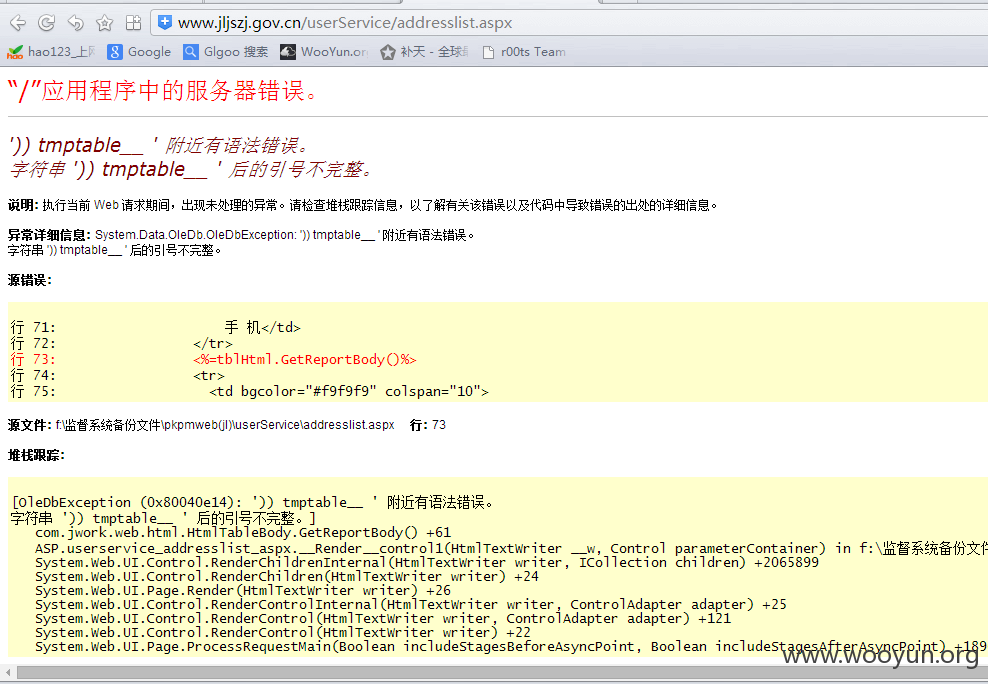 www.jljszj.gov.cn/userService/addresslist.aspx
hao123_上网 Google Glgoo 搜索 WooYun.org 补天 - 全球 r00ts Team
“/”应用程序中的服务器错误。
')) tmptable__ ' 附近有语法错误。
字符串 ')) tmptable__ ' 后的引号不完整。
说明: 执行当前 Web 请求期间，出现未处理的异常。请检查堆栈跟踪信息，以了解有关该错误以及代码中导致错误的出处的详细信息。
异常详细信息: System.Data.OleDb.OleDbException: ')) tmptable__ ' 附近有语法错误。
字符串 ')) tmptable__ ' 后的引号不完整。
源错误:
行 71: 手 机</td>
行 72: </tr>
行 73: <%=tblHtml.GetReportBody()%>
行 74: <tr>
行 75: <td bgcolor="#f9f9f9" colspan="10">
源文件: f:\监督系统备份文件\pkpmweb(jl)\userService\addresslist.aspx 行: 73
堆栈跟踪:
[OleDbException (0x80040e14): ')) tmptable__ ' 附近有语法错误。
字符串 ')) tmptable__ ' 后的引号不完整。]
com.jwork.web.html.HtmlTableBody.GetReportBody() +61
ASP.userservice_addresslist_aspx.__Render__control1(HtmlTextWriter __w, Control parameterContainer) in f:\监督系统备份文件
System.Web.UI.Control.RenderChildrenInternal(HtmlTextWriter writer, ICollection children) +2065899
System.Web.UI.Control.RenderChildren(HtmlTextWriter writer) +24
System.Web.UI.Page.Render(HtmlTextWriter writer) +26
System.Web.UI.Control.RenderControlInternal(HtmlTextWriter writer, ControlAdapter adapter) +25
System.Web.UI.Control.RenderControl(HtmlTextWriter writer, ControlAdapter adapter) +121
System.Web.UI.Control.RenderControl(HtmlTextWriter writer) +22
System.Web.UI.Page.ProcessRequestMain(Boolean includeStagesBeforeAsyncPoint, Boolean includeStagesAfterAsyncPoint) +189
www.wooyun.org